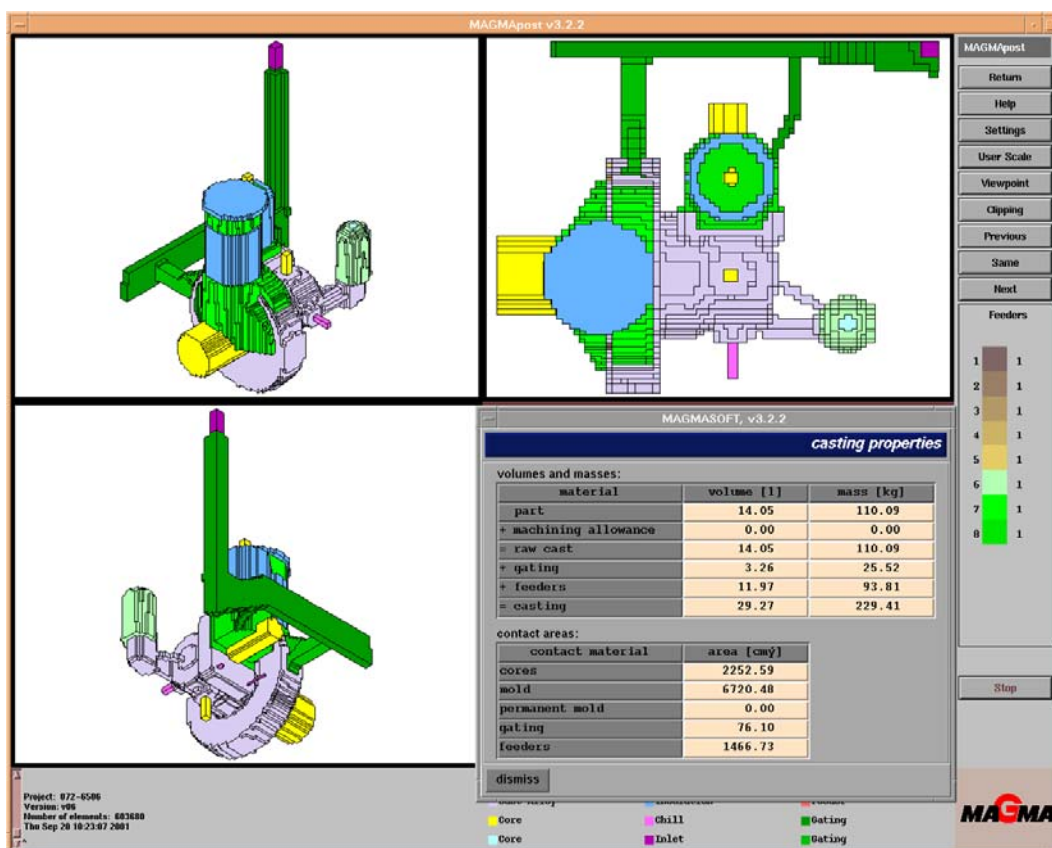 MAGMApost v3.2.2
MAGMApost
Return
Help
Settings
User Scale
Viewpoint
Clipping
Previous
Same
Next
Feeders
1 1
2 1
3 1
4 1
5 1
6 1
7 1
8 1
Stop
MAGMASOFT, v3.2.2
casting properties
volumes and masses:
material volume [l] mass [kg]
part 14.05 110.09
+ machining allowance 0.00 0.00
= raw cast 14.05 110.09
+ gating 3.26 25.52
+ feeders 11.97 93.81
= casting 29.27 229.41
contact areas:
contact material area [cmý]
cores 2252.59
mold 6720.48
permanent mold 0.00
gating 76.10
feeders 1466.73
dismiss
Project: 072-6506
Version: v06
Number of elements: 603680
Thu Sep 20 10:23:07 2001
Core Chill Gating
Core Inlet Gating
MAGMA